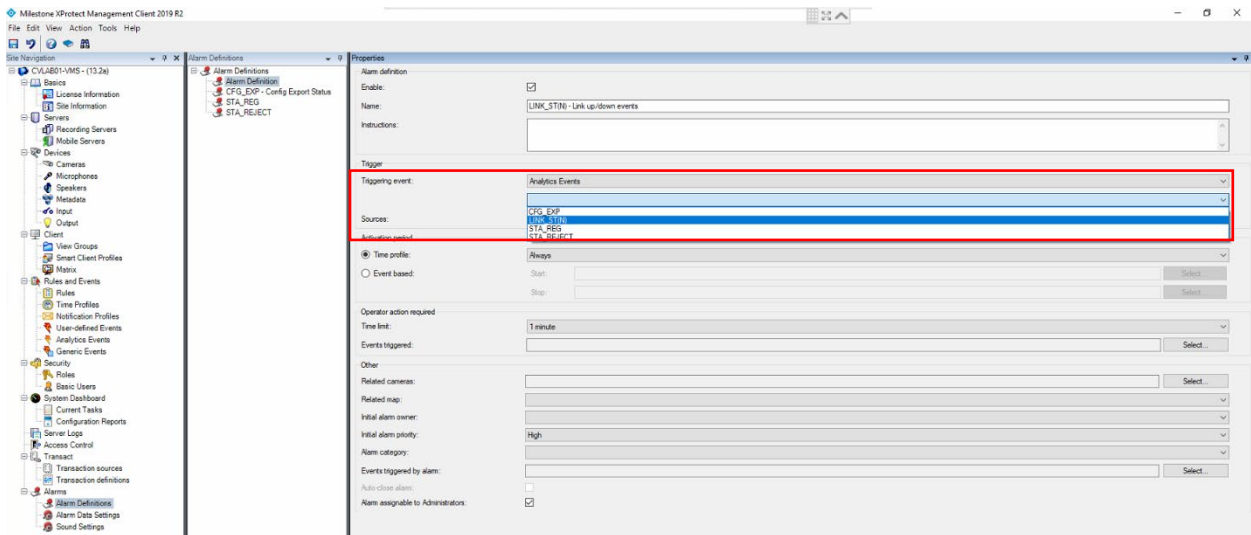 Milestone XProtect Management Client 2019 R2
File Edit View Action Tools Help
Site Navigation
CVLAB01-VMS - (13.2a)
Basics
License Information
Site Information
Servers
Recording Servers
Mobile Servers
Devices
Cameras
Microphones
Speakers
Metadata
Input
Output
Client
View Groups
Smart Client Profiles
Matrix
Rules and Events
Rules
Time Profiles
Notification Profiles
User-defined Events
Analytics Events
Generic Events
Security
Roles
Basic Users
System Dashboard
Current Tasks
Configuration Reports
Server Logs
Access Control
Transact
Transaction sources
Transaction definitions
Alarms
Alarm Definitions
Alarm Data Settings
Sound Settings
Alarm Definitions
Alarm Definitions
Alarm Definition
CFG_EXP - Config Export Status
STA_REG
STA_REJECT
Properties
Alarm definition
Enable:
Name: LINK_ST(N) - Link up/down events
Instructions:
Trigger
Triggering event: Analytics Events
CFG_EXP
Sources: LINK_ST(N)
STA_REG
Activation period STA_REJECT
Time profile: Always
Event based: Start: Select...
Stop: Select...
Operator action required
Time limit: 1 minute
Events triggered: Select...
Other
Related cameras: Select...
Related map:
Initial alarm owner:
Initial alarm priority: High
Alarm category:
Events triggered by alarm: Select...
Auto close alarm:
Alarm assignable to Administrators: